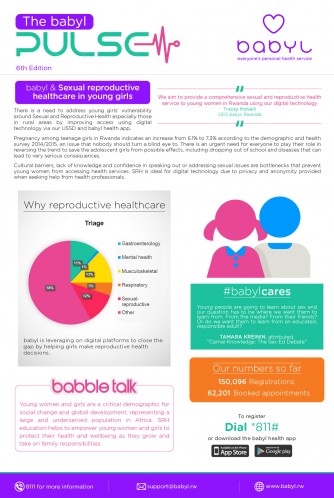 The babyl
PULSE
6th Edition
babyl
everyone's personal health service
babyl & Sexual reproductive
healthcare in young girls
There is a need to address young girls' vulnerability
around Sexual and Reproductive Health especially those
in rural areas by improving access using digital
technology via our USSD and babyl health app.
We aim to provide a comprehensive sexual and reproductive health
service to young women in Rwanda using our digital technology
Tracey McNeill
CEO babyl Rwanda
Pregnancy among teenage girls in Rwanda indicates an increase from 6.1% to 7.3% according to the demographic and health
survey 2014/2015, an issue that nobody should turn a blind eye to. There is an urgent need for everyone to play their role in
reversing the trend to save the adolescent girls from possible effects, including dropping out of school and diseases that can
lead to very serious consequences.
Cultural barriers, lack of knowledge and confidence in speaking out or addressing sexual issues are bottlenecks that prevent
young women from accessing health services. SRH is ideal for digital technology due to privacy and anonymity provided
when seeking help from health professionals.
Why reproductive healthcare
Triage
Gastroenterology
Mental health
Musculoskeletal
Respiratory
Sexual-
reproductive
Other
babyl is leveraging on digital platforms to close the
gap by helping girls make reproductive health
decisions.
#babylcares
Young people are going to learn about sex and
our question has to be where we want them to
learn from. From the media? From their friends?
Or do we want them to learn from an educated,
responsible adult?
TAMARA KREININ, attributed,
"Carnal Knowledge: The Sex Ed Debate"
babble talk
Young women and girls are a critical demographic for
social change and development, representing a
large and underserved population in Africa. SRH
education helps to empower young women and girls to
protect their health and wellbeing as they grow and
take on family responsibilities.
Our numbers so far
150,096 Registrations
62,201 Booked appointments
To register
Dial *811#
or download the babyl health app
App Store
Google play
8111 for more information
support@babyl.rw
www.babyl.rw